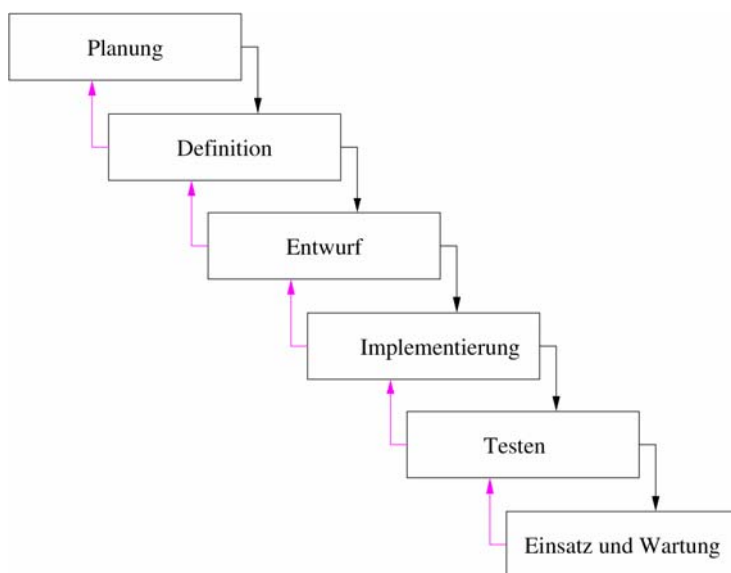 Planung
Definition
Entwurf
Implementierung
Testen
Einsatz und Wartung